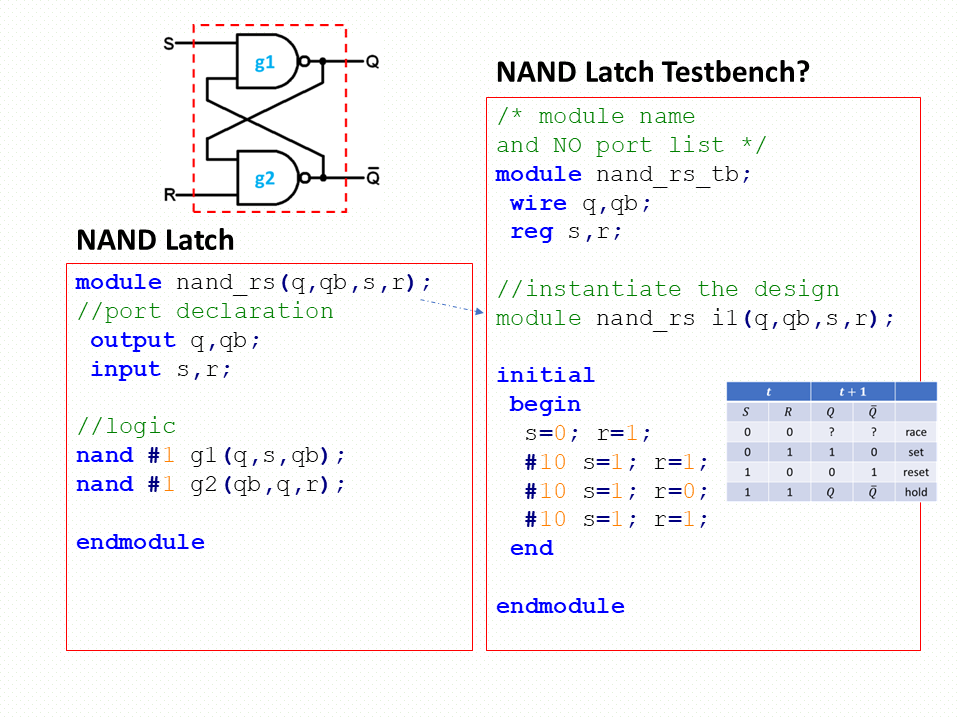 S
g1
Q
g2
R
Q̅
NAND Latch
module nand_rs(q,qb,s,r);
//port declaration
output q,qb;
input s,r;
//logic
nand #1 g1(q,s,qb);
nand #1 g2(qb,q,r);
endmodule
NAND Latch Testbench?
/* module name
and NO port list */
module nand_rs_tb;
wire q,qb;
reg s,r;
//instantiate the design
module nand_rs i1(q,qb,s,r);
initial
begin
s=0; r=1;
#10 s=1; r=1;
#10 s=1; r=0;
#10 s=1; r=1;
end
endmodule
t t + 1
S R Q Q̅
0 0 ? ? race
0 1 1 0 set
1 0 0 1 reset
1 1 Q Q̅ hold